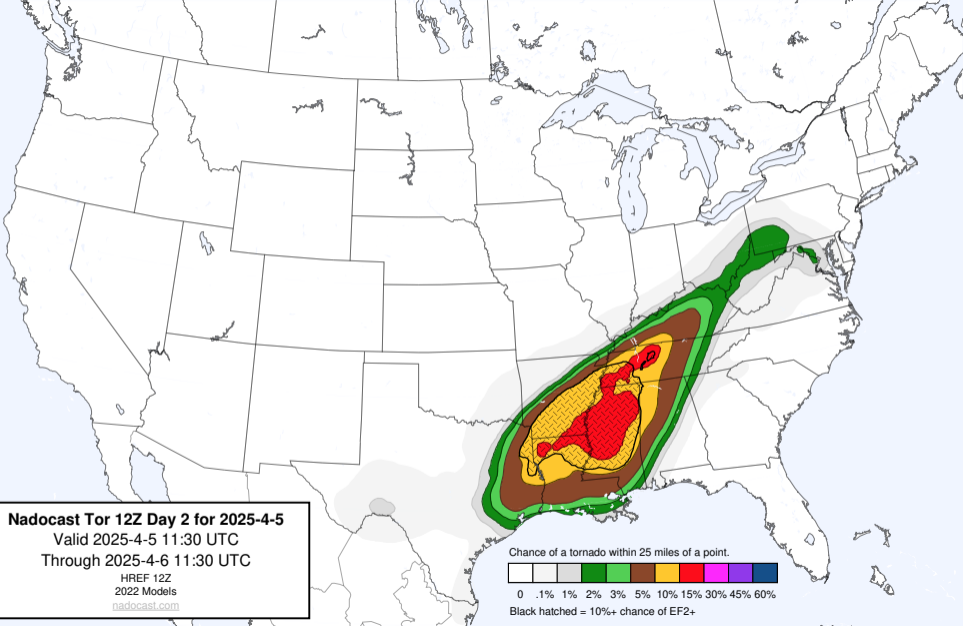 Nadocast Tor 12Z Day 2 for 2025-4-5
Valid 2025-4-5 11:30 UTC
Through 2025-4-6 11:30 UTC
HREF 12Z
2022 Models
nadocast.com
Chance of a tornado within 25 miles of a point.
0 .1% 1% 2% 3% 5% 10% 15% 30% 45% 60%
Black hatched = 10%+ chance of EF2+